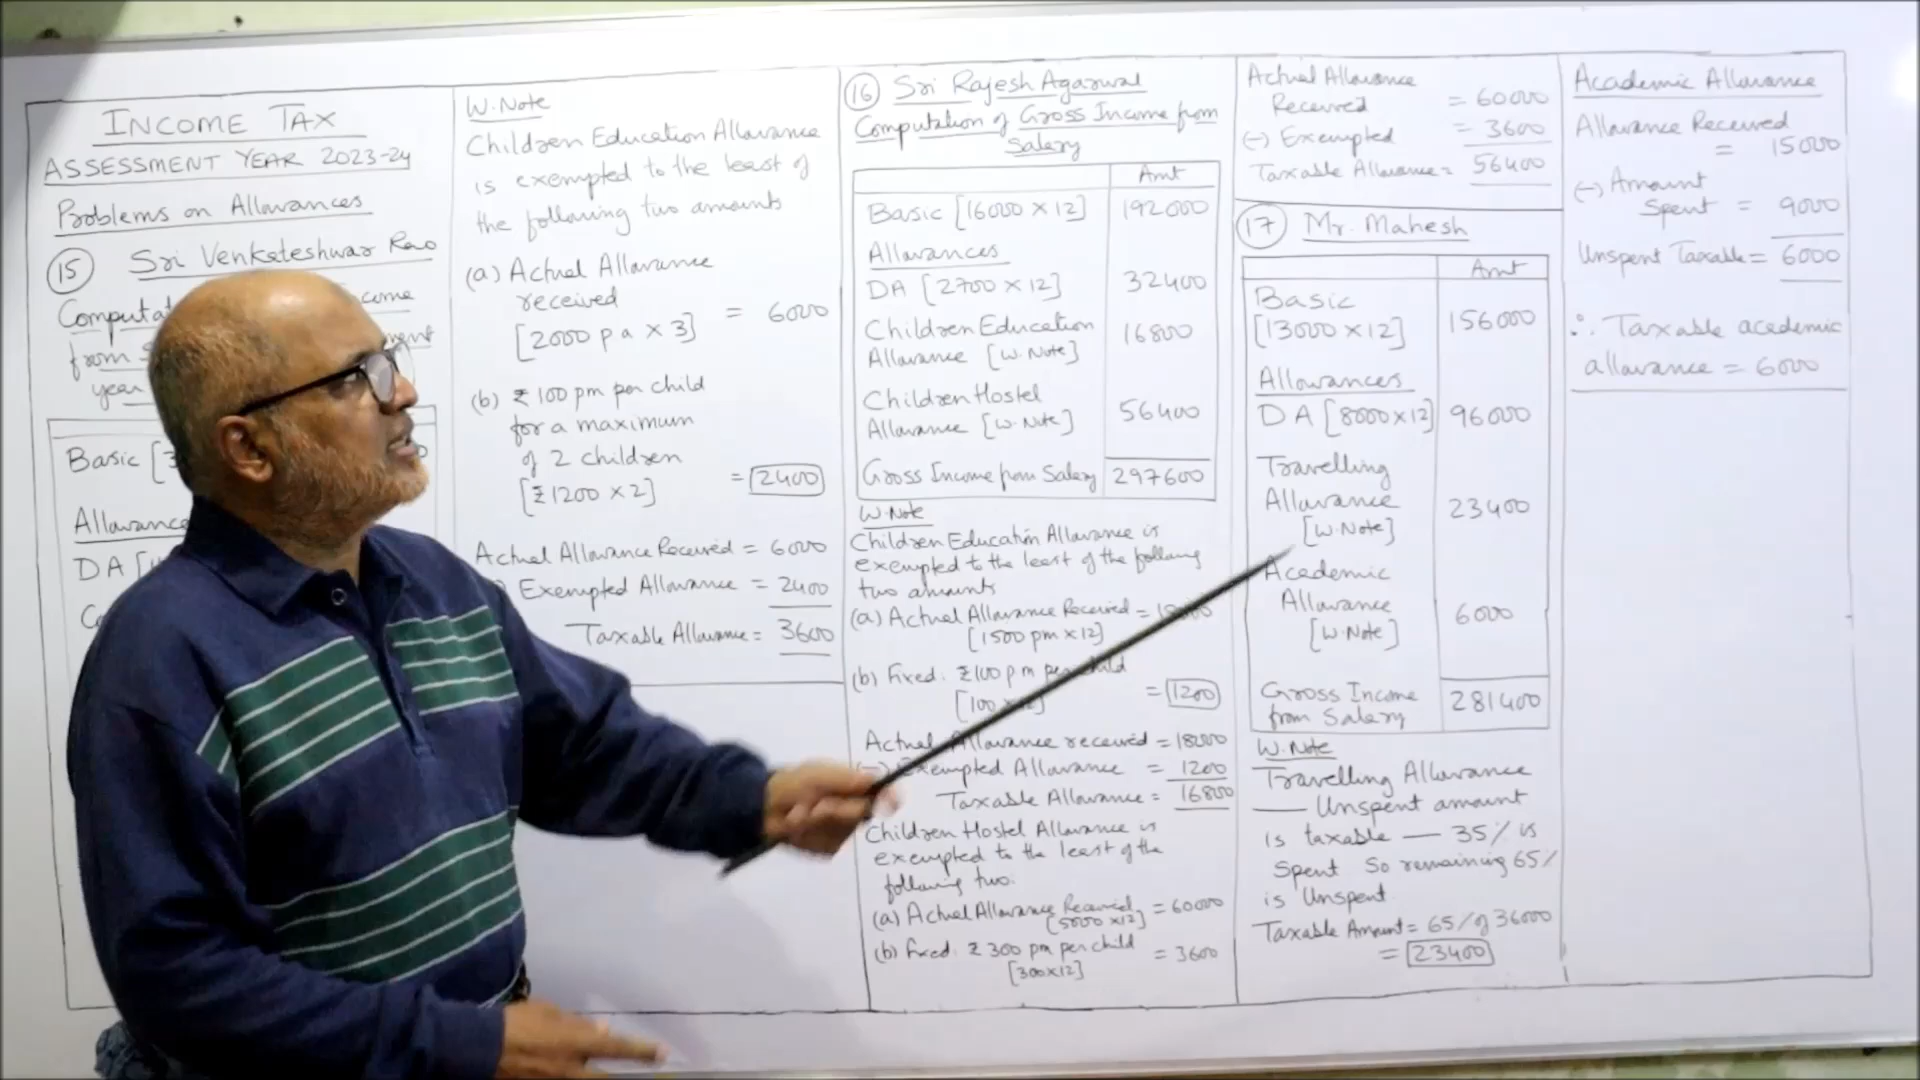 INCOME TAX
ASSESSMENT YEAR 2023-24
Problems on Allowances
(15) Sri Venkateshwar Rao
from
year
Basic [3
DA [
W.Note
Children Education Allowance
is exempted to the least of
the following two amounts
(a) Actual Allowance
received
[2000 p a x 3] = 6000
(b) ₹100 pm per child
for a maximum
of 2 children
[₹1200 x 2] = 2400
Actual Allowance Received = 6000
Exempted Allowance = 2400
Taxable Allowance = 3600
(16) Sri Rajesh Agarwal
Computation of Gross Income from
Salary
Amt
Basic [16000 x 12] 192000
Allowances
DA [2700 x 12] 32400
Children Education
Allowance [W.Note] 16800
Children Hostel
Allowance [W.Note] 56400
Gross Income from Salary 297600
W.Note
Children Education Allowance is
exempted to the least of the following
two amounts
(a) Actual Allowance Received =
[1500 pm x 12]
(b) Fixed: ₹100 pm per child
[100 = 1200
Actual Allowance received = 18000
Exempted Allowance = 1200
Taxable Allowance = 16800
Children Hostel Allowance is
exempted to the least of the
following two.
(a) Actual Allowance Received = 60000
[5000 x 12]
(b) Fixed: ₹300 pm per child = 3600
[300x12]
Actual Allowance
Received = 60000
(-) Exempted = 3600
Taxable Allowance = 56400
(17) Mr. Mahesh
Amt
Basic
[13000 x 12] 156000
Allowances
DA [8000x12] 96000
Travelling
Allowance 23400
[W.Note]
Academic
Allowance 6000
[W.Note]
Gross Income
from Salary 281400
W.Note
Travelling Allowance
— Unspent amount
is taxable — 35% is
Spent So remaining 65%
is Unspent
Taxable Amount = 65% of 36000
= 23400
Academic Allowance
Allowance Received
= 15000
(-) Amount
Spent = 9000
Unspent Taxable = 6000
∴ Taxable academic
allowance = 6000